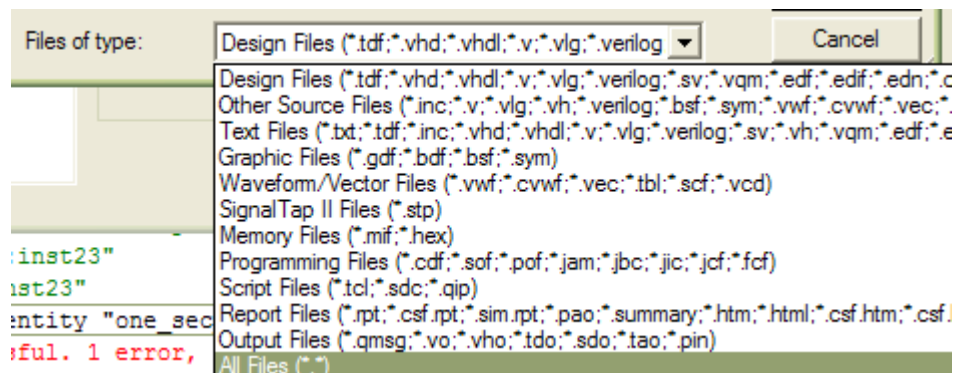 Files of type:
Design Files (*.tdf;*.vhd;*.vhdl;*.v;*.vlg;*.verilog
Cancel
Design Files (*.tdf;*.vhd;*.vhdl;*.v;*.vlg;*.verilog;*.sv;*.vqm;*.edf;*.edif;*.edn;*.c
Other Source Files (*.inc;*.v;*.vlg;*.vh;*.verilog;*.bsf;*.sym;*.vwf;*.cvwf;*.vec;*.
Text Files (*.txt;*.tdf;*.inc;*.vhd;*.vhdl;*.v;*.vlg;*.verilog;*.sv;*.vh;*.vqm;*.edf;*.e
Graphic Files (*.gdf;*.bdf;*.bsf;*.sym)
Waveform/Vector Files (*.vwf;*.cvwf;*.vec;*.tbl;*.scf;*.vcd)
SignalTap II Files (*.stp)
Memory Files (*.mif;*.hex)
:inst23"
Programming Files (*.cdf;*.sof;*.pof;*.jam;*.jbc;*.jic;*.jcf;*.fcf)
nst23"
Script Files (*.tcl;*.sdc;*.qip)
entity "one_sec
Report Files (*.rpt;*.csf.rpt;*.sim.rpt;*.pao;*.summary;*.htm;*.html;*.csf.htm;*.csf.
Output Files (*.qmsg;*.vo;*.vho;*.tdo;*.sdo;*.tao;*.pin)
sful. 1 error,
All Files (*.*)